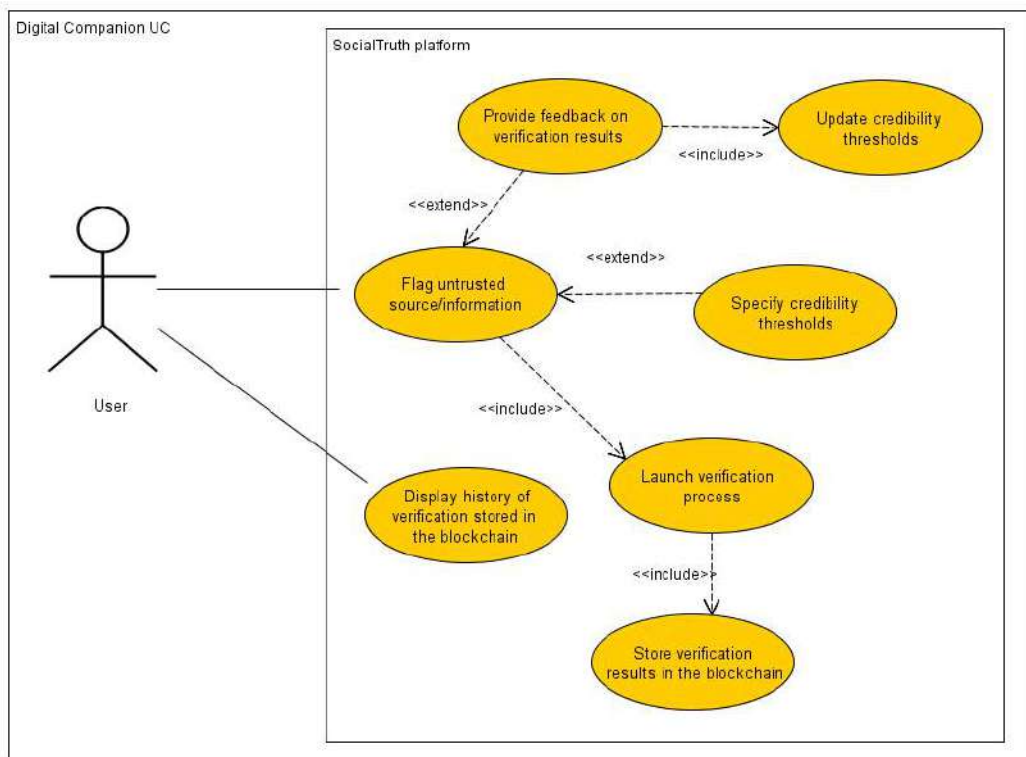 Digital Companion UC
SocialTruth platform
Provide feedback on
verification results
<<include>>
Update credibility
thresholds
<<extend>>
Flag untrusted
source/information
<<extend>>
Specify credibility
thresholds
User
<<include>>
Launch verification
process
Display history of
verification stored in
the blockchain
<<include>>
Store verification
results in the blockchain